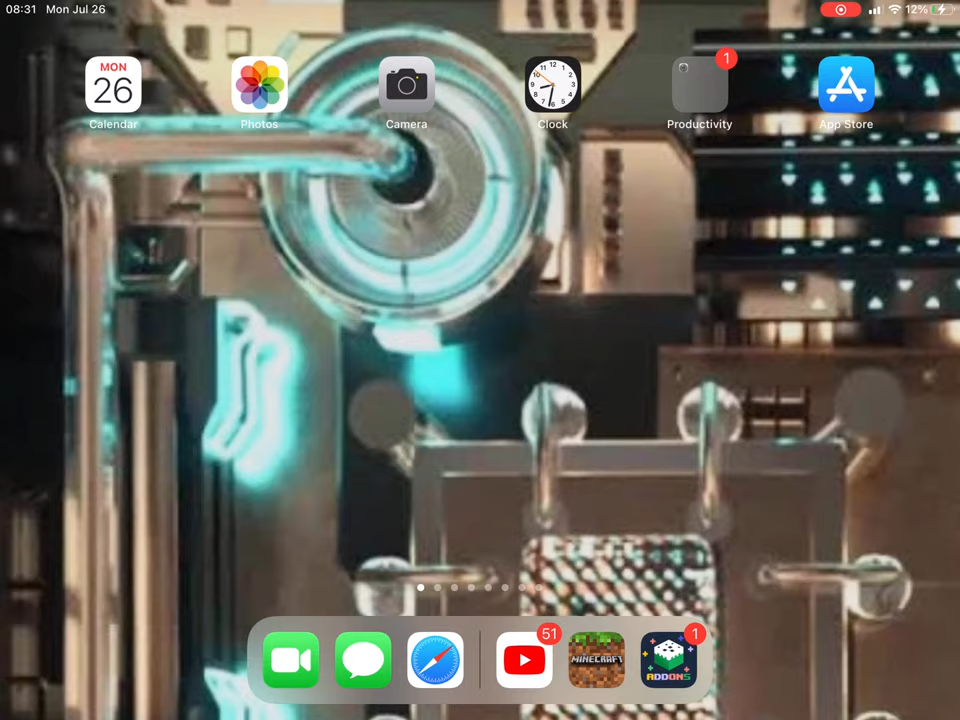 08:31 Mon Jul 26
12%
MON
26
1
Calendar
Photos
Camera
Clock
Productivity
App Store
51
MINECRAFT
1
ADDONS